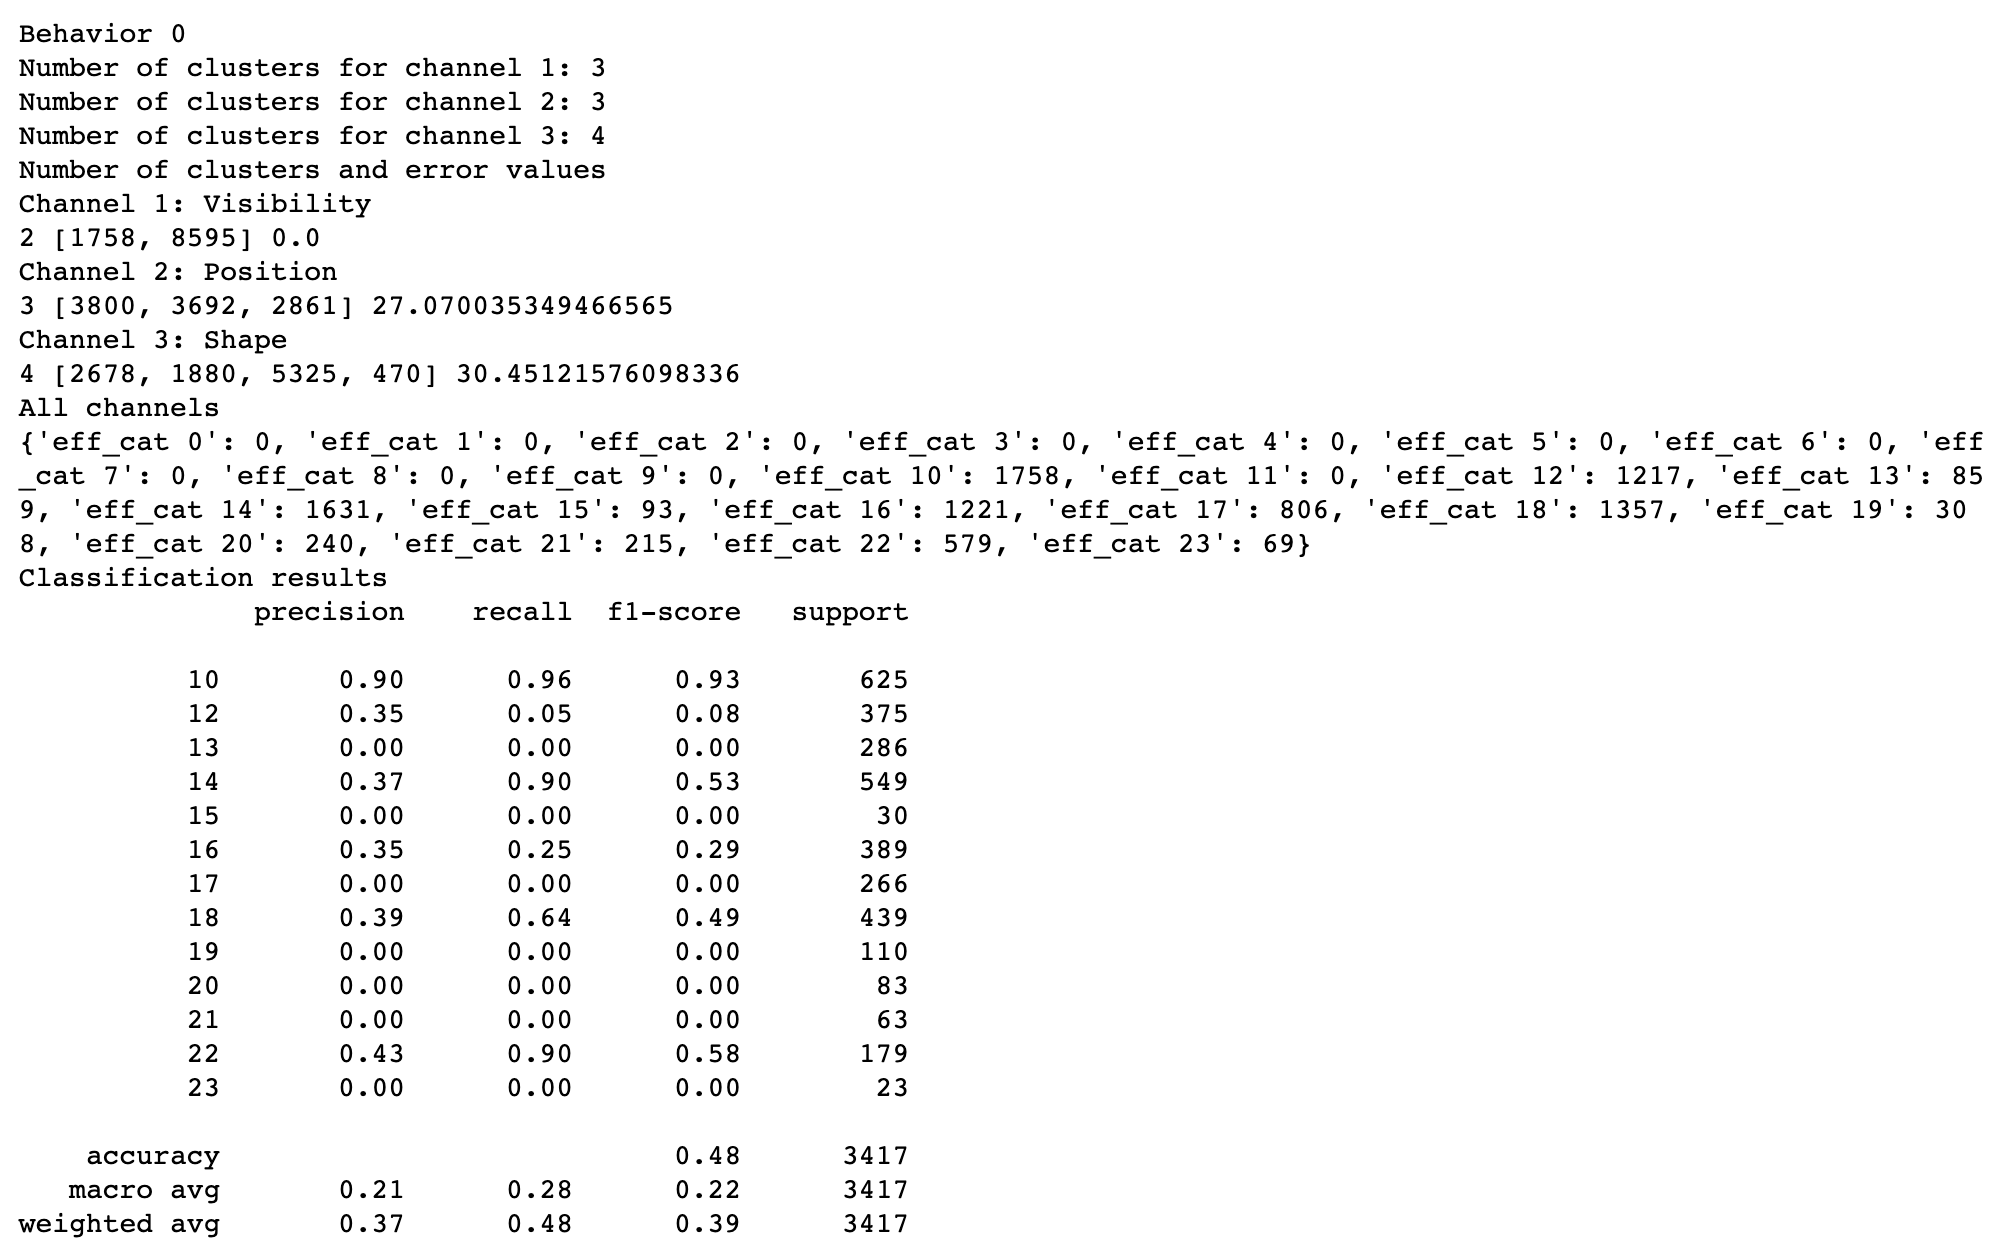 Behavior 0
Number of clusters for channel 1: 3
Number of clusters for channel 2: 3
Number of clusters for channel 3: 4
Number of clusters and error values
Channel 1: Visibility
2 [1758, 8595] 0.0
Channel 2: Position
3 [3800, 3692, 2861] 27.070035349466565
Channel 3: Shape
4 [2678, 1880, 5325, 470] 30.45121576098336
All channels
{'eff_cat 0': 0, 'eff_cat 1': 0, 'eff_cat 2': 0, 'eff_cat 3': 0, 'eff_cat 4': 0, 'eff_cat 5': 0, 'eff_cat 6': 0, 'eff
_cat 7': 0, 'eff_cat 8': 0, 'eff_cat 9': 0, 'eff_cat 10': 1758, 'eff_cat 11': 0, 'eff_cat 12': 1217, 'eff_cat 13': 85
9, 'eff_cat 14': 1631, 'eff_cat 15': 93, 'eff_cat 16': 1221, 'eff_cat 17': 806, 'eff_cat 18': 1357, 'eff_cat 19': 30
8, 'eff_cat 20': 240, 'eff_cat 21': 215, 'eff_cat 22': 579, 'eff_cat 23': 69}
Classification results
precision recall f1-score support
10 0.90 0.96 0.93 625
12 0.35 0.05 0.08 375
13 0.00 0.00 0.00 286
14 0.37 0.90 0.53 549
15 0.00 0.00 0.00 30
16 0.35 0.25 0.29 389
17 0.00 0.00 0.00 266
18 0.39 0.64 0.49 439
19 0.00 0.00 0.00 110
20 0.00 0.00 0.00 83
21 0.00 0.00 0.00 63
22 0.43 0.90 0.58 179
23 0.00 0.00 0.00 23
accuracy 0.48 3417
macro avg 0.21 0.28 0.22 3417
weighted avg 0.37 0.48 0.39 3417